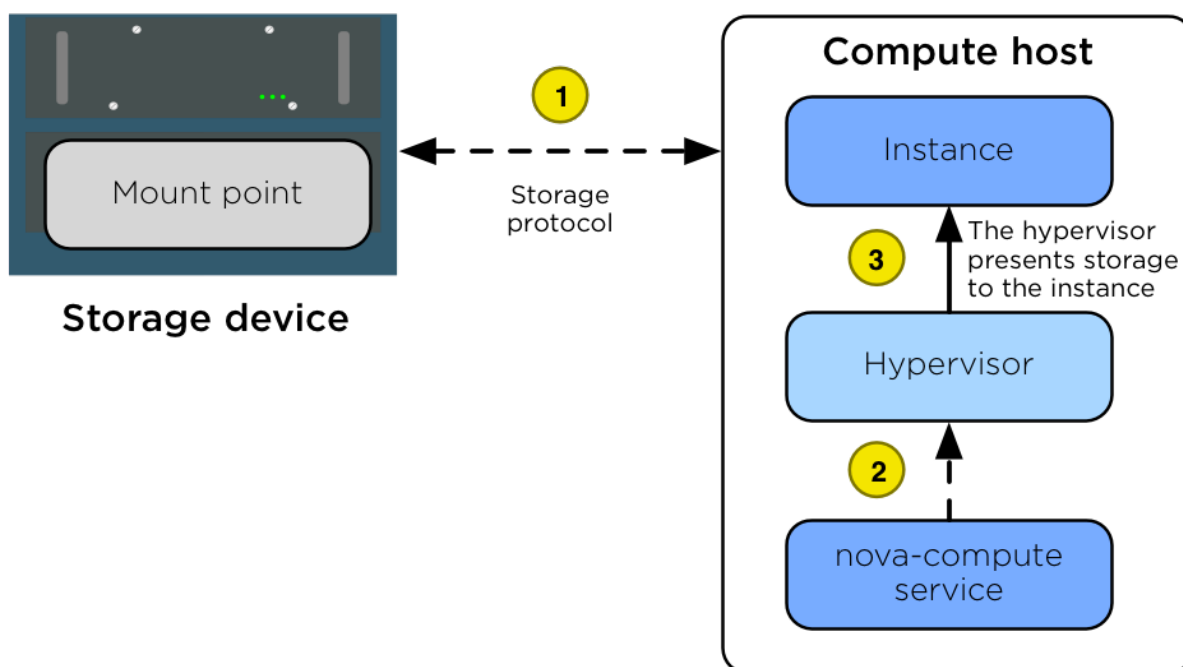 Compute host
1
Instance
Mount point
Storage
protocol
3
The hypervisor
presents storage
to the instance
Storage device
Hypervisor
2
nova-compute
service